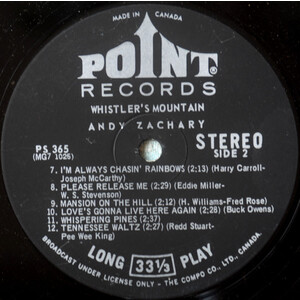 MADE IN CANADA
POINT®
RECORDS
WHISTLER'S MOUNTAIN
ANDY ZACHARY
PS 365
(MG7 1025)
STEREO
SIDE 2
7. I'M ALWAYS CHASIN' RAINBOWS (2:13) (Harry Carroll-
Joseph McCarthy)
8. PLEASE RELEASE ME (2:29) (Eddie Miller-
W. S. Stevenson)
9. MANSION ON THE HILL (2:12) (H. Williams-Fred Rose)
10. LOVE'S GONNA LIVE HERE AGAIN (2:28) (Buck Owens)
11. WHISPERING PINES (2:37)
12. TENNESSEE WALTZ (2:27) (Redd Stuart-
Pee Wee King)
LONG 33⅓ PLAY
BROADCAST UNDER LICENSE ONLY - THE COMPO CO. LTD., LACHINE, QUE., CANADA.